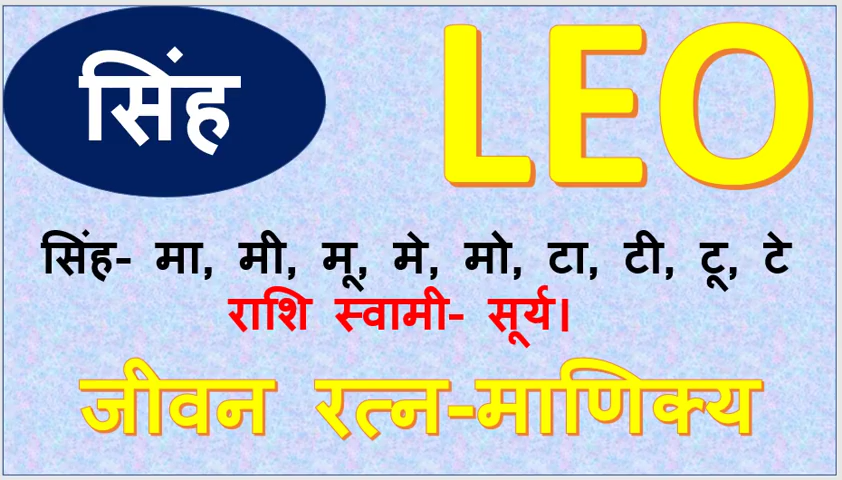 सिंह
LEO
सिंह- मा, मी, मू, मे, मो, टा, टी, टू, टे
राशि स्वामी- सूर्य।
जीवन रत्न-माणिक्य